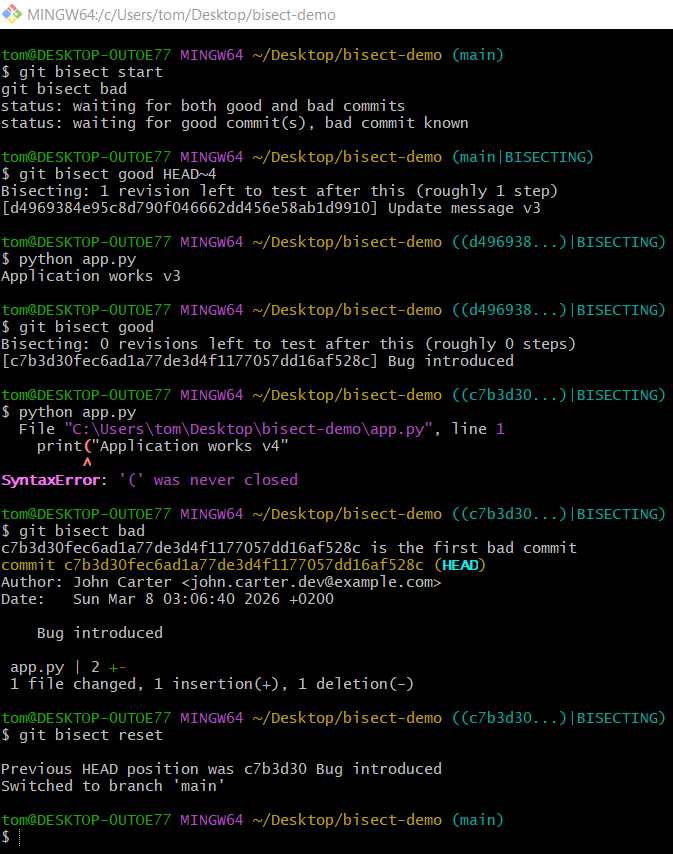 MINGW64:/c/Users/tom/Desktop/bisect-demo
tom@DESKTOP-OUTOE77 MINGW64 ~/Desktop/bisect-demo (main)
$ git bisect start
git bisect bad
status: waiting for both good and bad commits
status: waiting for good commit(s), bad commit known
tom@DESKTOP-OUTOE77 MINGW64 ~/Desktop/bisect-demo (main|BISECTING)
$ git bisect good HEAD~4
Bisecting: 1 revision left to test after this (roughly 1 step)
[d4969384e95c8d790f046662dd456e58ab1d9910] Update message v3
tom@DESKTOP-OUTOE77 MINGW64 ~/Desktop/bisect-demo ((d496938...)|BISECTING)
$ python app.py
Application works v3
tom@DESKTOP-OUTOE77 MINGW64 ~/Desktop/bisect-demo ((d496938...)|BISECTING)
$ git bisect good
Bisecting: 0 revisions left to test after this (roughly 0 steps)
[c7b3d30fec6ad1a77de3d4f1177057dd16af528c] Bug introduced
tom@DESKTOP-OUTOE77 MINGW64 ~/Desktop/bisect-demo ((c7b3d30...)|BISECTING)
$ python app.py
  File "C:\Users\tom\Desktop\bisect-demo\app.py", line 1
    print("Application works v4"
         ^
SyntaxError: '(' was never closed
tom@DESKTOP-OUTOE77 MINGW64 ~/Desktop/bisect-demo ((c7b3d30...)|BISECTING)
$ git bisect bad
c7b3d30fec6ad1a77de3d4f1177057dd16af528c is the first bad commit
commit c7b3d30fec6ad1a77de3d4f1177057dd16af528c (HEAD)
Author: John Carter <john.carter.dev@example.com>
Date:   Sun Mar 8 03:06:40 2026 +0200
    Bug introduced
 app.py | 2 +-
 1 file changed, 1 insertion(+), 1 deletion(-)
tom@DESKTOP-OUTOE77 MINGW64 ~/Desktop/bisect-demo ((c7b3d30...)|BISECTING)
$ git bisect reset
Previous HEAD position was c7b3d30 Bug introduced
Switched to branch 'main'
tom@DESKTOP-OUTOE77 MINGW64 ~/Desktop/bisect-demo (main)
$